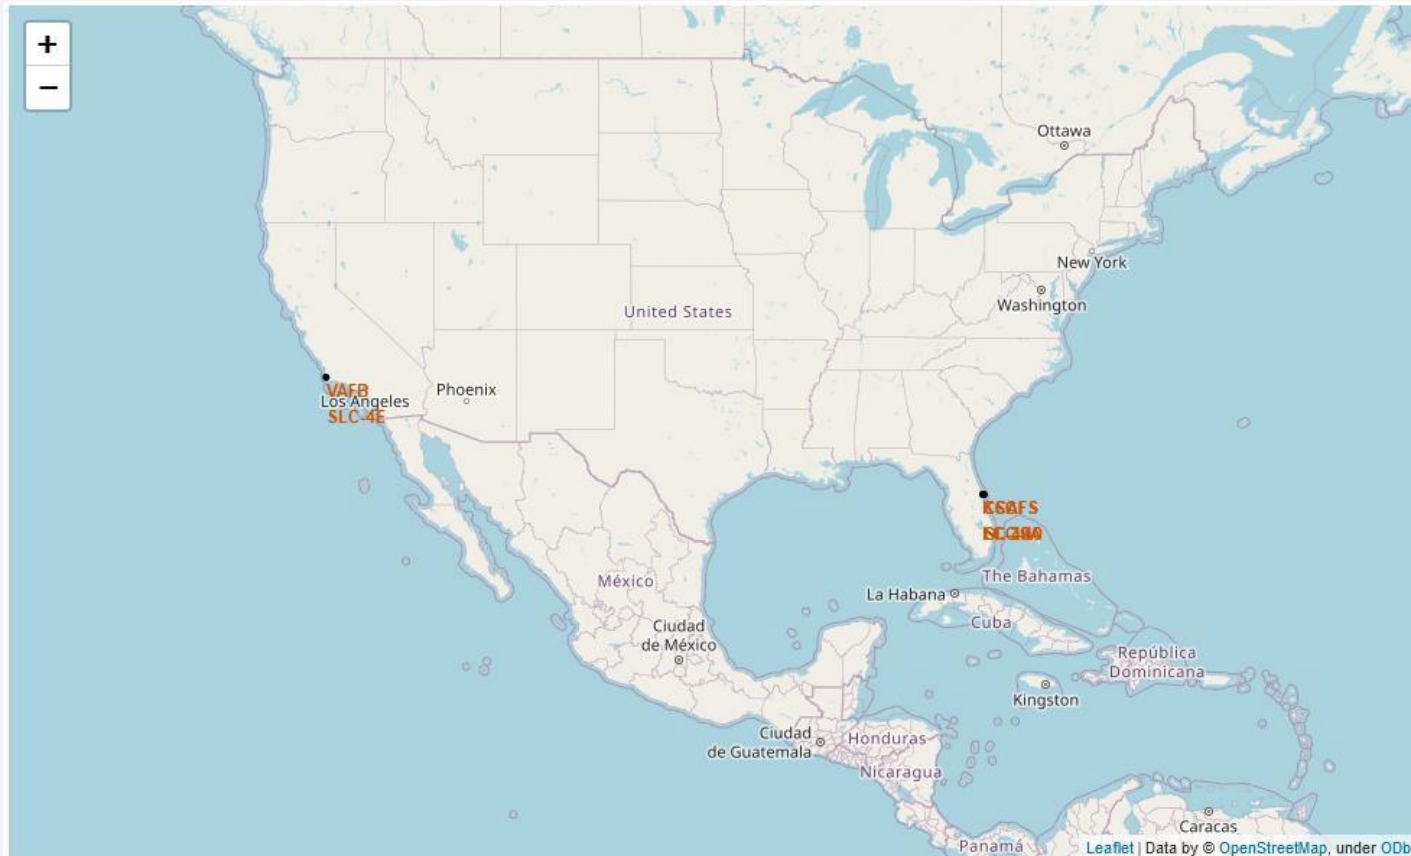 +
−
Ottawa
New York
Washington
United States
VAFB
Los Angeles
SLC-4E
Phoenix
México
Ciudad
de México
The Bahamas
La Habana
Cuba
República
Dominicana
Kingston
Ciudad
de Guatemala
Honduras
Nicaragua
Caracas
Panamá
Leaflet | Data by © OpenStreetMap, under ODb